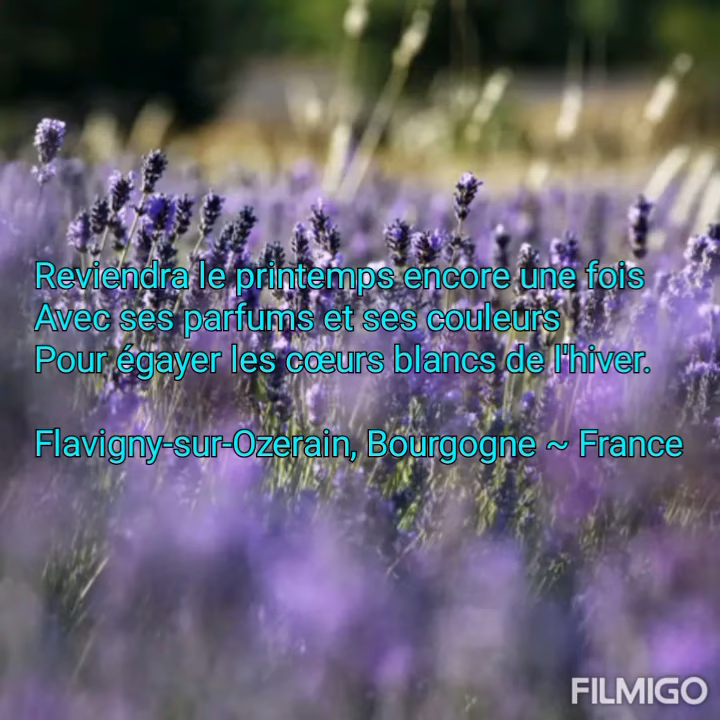 Reviendra le printemps encore une fois
Avec ses parfums et ses couleurs
Pour égayer les cœurs blancs de l'hiver.
Flavigny-sur-Ozerain, Bourgogne ~ France
FILMIGO